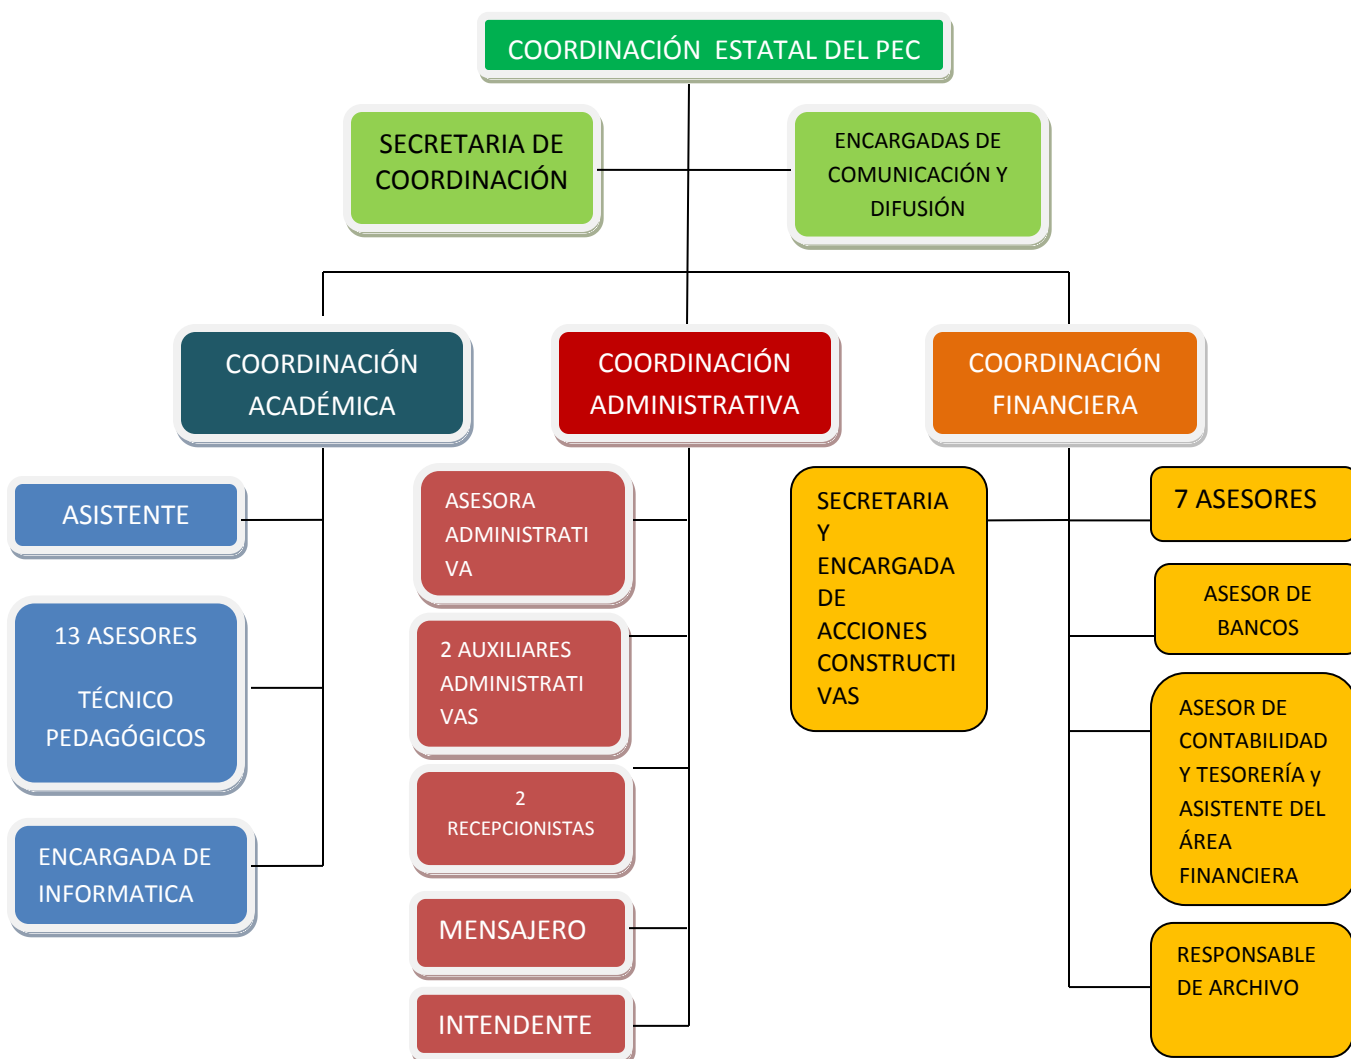 COORDINACIÓN ESTATAL DEL PEC
SECRETARIA DE
COORDINACIÓN
ENCARGADAS DE
COMUNICACIÓN Y
DIFUSIÓN
COORDINACIÓN
ACADÉMICA
COORDINACIÓN
ADMINISTRATIVA
COORDINACIÓN
FINANCIERA
ASISTENTE
13 ASESORES
TÉCNICO
PEDAGÓGICOS
ENCARGADA DE
INFORMATICA
ASESORA
ADMINISTRATI
VA
2 AUXILIARES
ADMINISTRATI
VAS
2
RECEPCIONISTAS
MENSAJERO
INTENDENTE
SECRETARIA
Y
ENCARGADA
DE
ACCIONES
CONSTRUCTI
VAS
7 ASESORES
ASESOR DE
BANCOS
ASESOR DE
CONTABILIDAD
Y TESORERÍA y
ASISTENTE DEL
ÁREA
FINANCIERA
RESPONSABLE
DE ARCHIVO